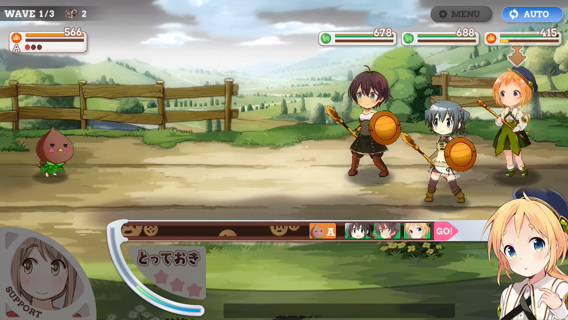 WAVE 1/3 2
MENU
AUTO
566
A
678
688
415
A
GO!
とっておき
SUPPORT